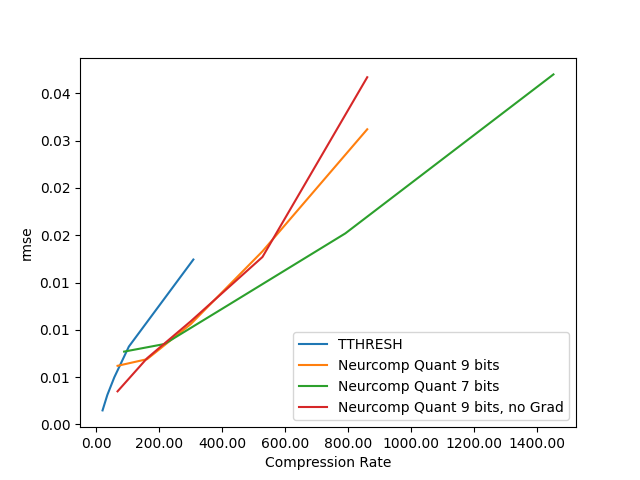 0.04
0.03
0.02
0.02
0.01
0.01
0.01
0.00
rmse
TTHRESH
Neurcomp Quant 9 bits
Neurcomp Quant 7 bits
Neurcomp Quant 9 bits, no Grad
0.00 200.00 400.00 600.00 800.00 1000.00 1200.00 1400.00
Compression Rate